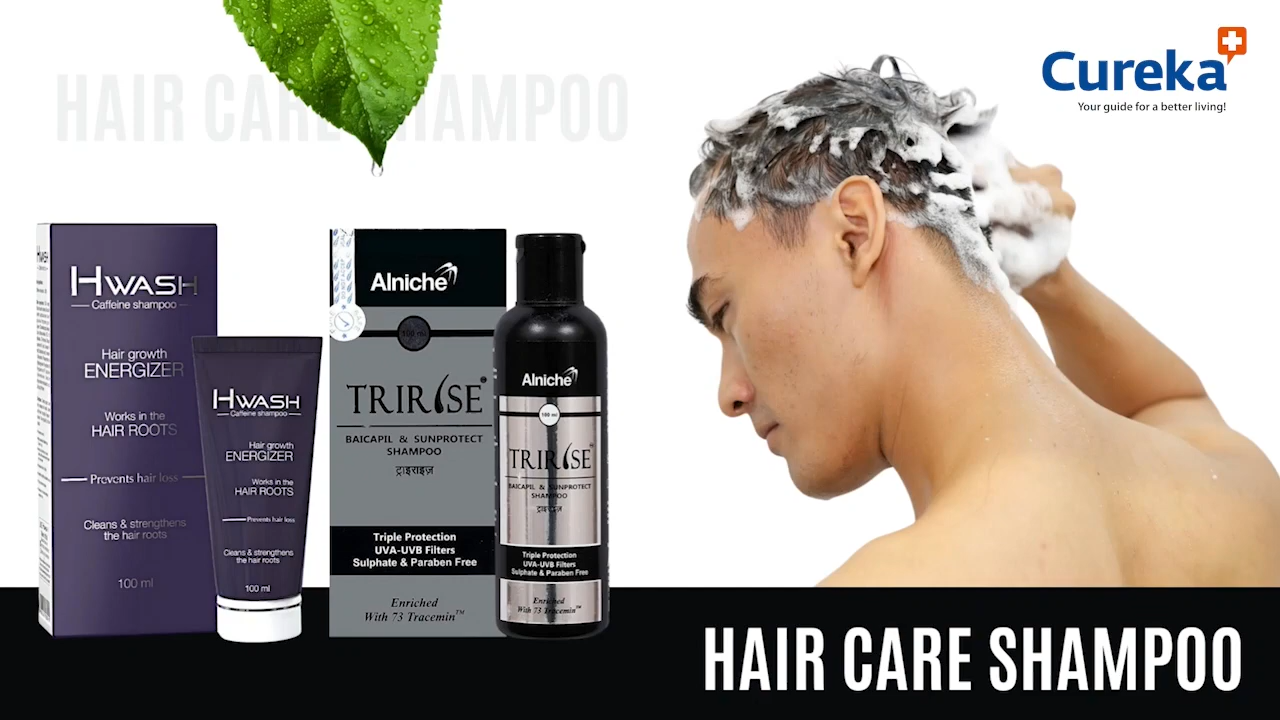 HAIR CARE SHAMPOO
Cureka
Your guide for a better living!
HWASH
Caffeine shampoo
Hair growth
ENERGIZER
Works in the
HAIR ROOTS
Prevents hair loss
Cleans & strengthens
the hair roots
100 ml
HWASH
Caffeine shampoo
Hair growth
ENERGIZER
Works in the
HAIR ROOTS
Prevents hair loss
Cleans & strengthens
the hair roots
100 ml
Alniche
100 ml
TRIRISE
BAICAPIL & SUNPROTECT
SHAMPOO
ट्राइराइज़
Triple Protection
UVA-UVB Filters
Sulphate & Paraben Free
Enriched
With 73 Tracemin™
Alniche
100 ml
TRIRISE
BAICAPIL & SUNPROTECT
SHAMPOO
ट्राइराइज़
Triple Protection
UVA-UVB Filters
Sulphate & Paraben Free
Enriched
With 73 Tracemin™
HAIR CARE SHAMPOO